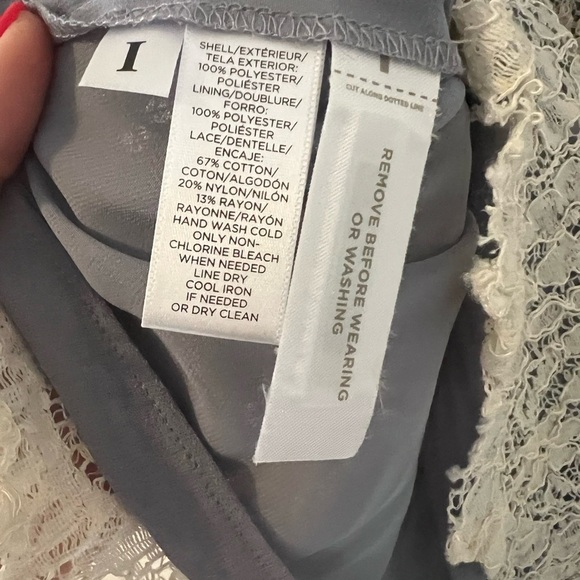 I
SHELL/EXTÉRIEUR/
TELA EXTERIOR:
100% POLYESTER/
POLIÉSTER
LINING/DOUBLURE/
FORRO:
100% POLYESTER/
POLIÉSTER
LACE/DENTELLE/
ENCAJE:
67% COTTON/
COTON/ALGODÓN
20% NYLON/NILÓN
13% RAYON/
RAYONNE/RAYÓN
HAND WASH COLD
ONLY NON-
CHLORINE BLEACH
WHEN NEEDED
LINE DRY
COOL IRON
IF NEEDED
OR DRY CLEAN
CUT ALONG DOTTED LINE
REMOVE BEFORE WEARING
OR WASHING